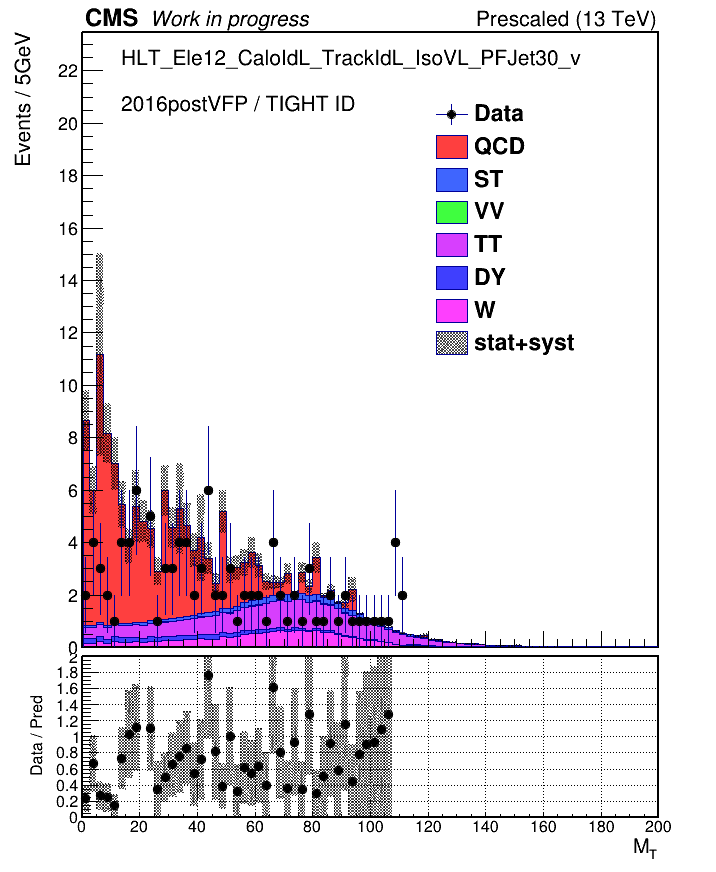 CMS Work in progress Prescaled (13 TeV)
Events / 5GeV
HLT_Ele12_CaloIdL_TrackIdL_IsoVL_PFJet30_v
2016postVFP / TIGHT ID
Data
QCD
ST
VV
TT
DY
W
stat+syst
22
20
18
16
14
12
10
8
6
4
2
0
Data / Pred
2
1.8
1.6
1.4
1.2
1
0.8
0.6
0.4
0.2
0
0 20 40 60 80 100 120 140 160 180 200
M_T